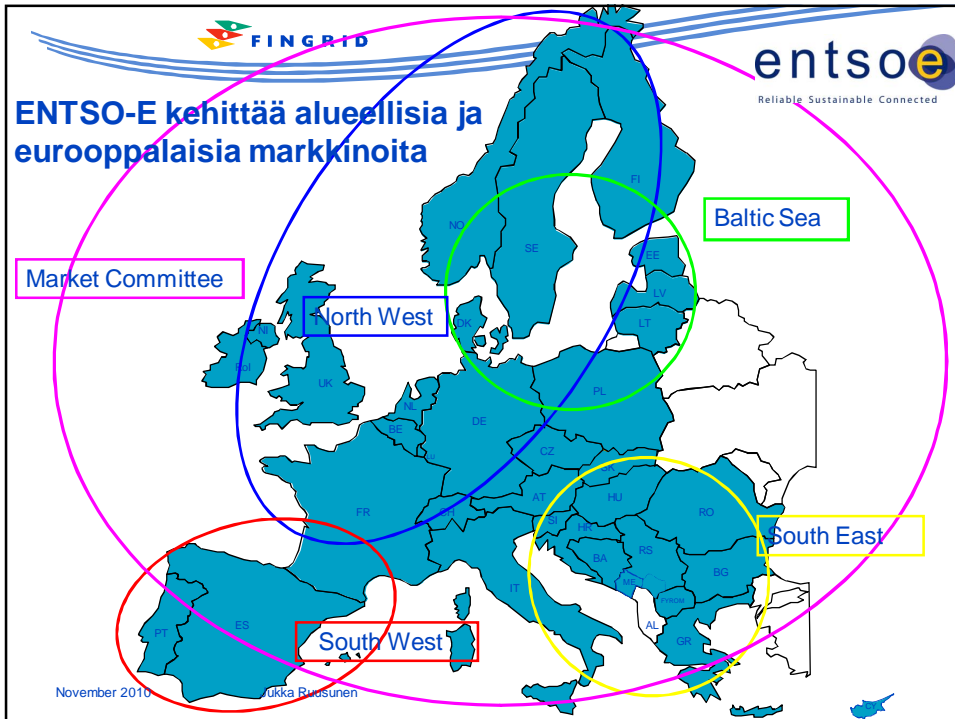 FINGRID
entsoe
Reliable Sustainable Connected
ENTSO-E kehittää alueellisia ja
eurooppalaisia markkinoita
FI
NO
SE
Baltic Sea
EE
Market Committee
LV
North West
DK
LT
NI
RoI
UK
NL
PL
DE
BE
CZ
SK
AT
HU
FR
CH
RO
SI
HR
South East
BA
RS
BG
IT
ME
FYROM
AL
ES
PT
GR
South West
November 2010
Jukka Ruusunen
CY